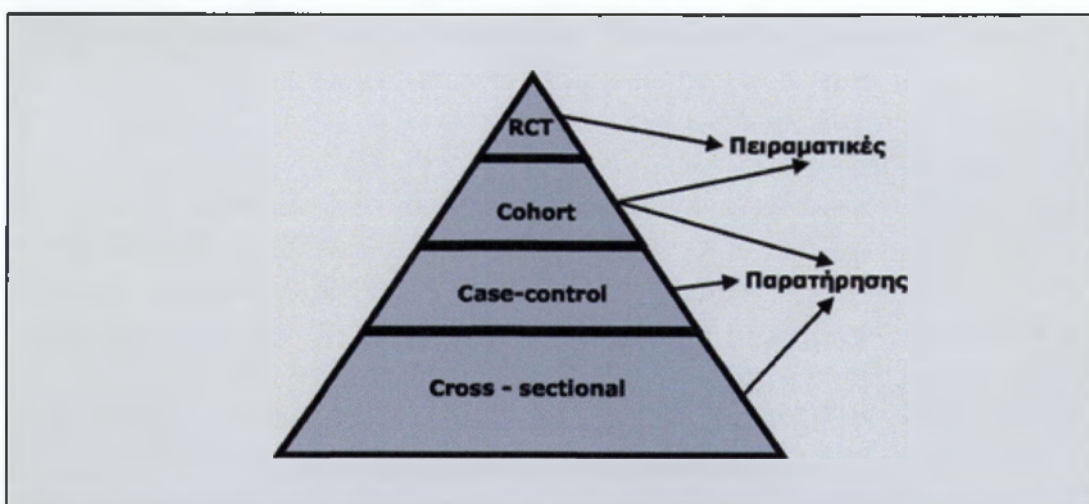 RCT
Πειραματικές
Cohort
Παρατήρησης
Case-control
Cross - sectional